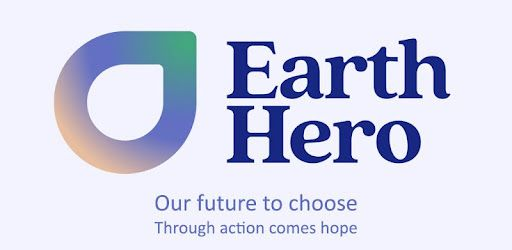 Earth
Hero
Our future to choose
Through action comes hope